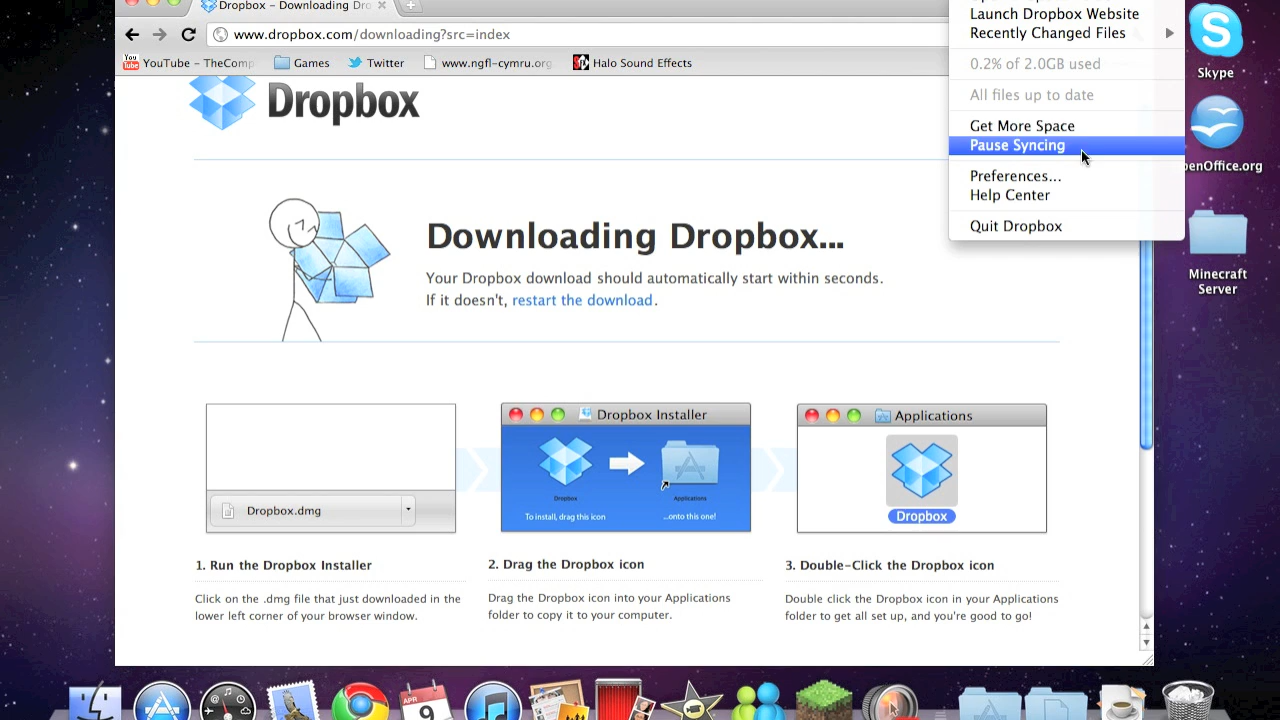 Dropbox – Downloading Dro
www.dropbox.com/downloading?src=index
YouTube – TheComp
Games
Twitter
www.ngfl-cymru.org
Halo Sound Effects
Launch Dropbox Website
Recently Changed Files
0.2% of 2.0GB used
All files up to date
Get More Space
Pause Syncing
Preferences...
Help Center
Quit Dropbox
Skype
penOffice.org
Minecraft
Server
Dropbox
Downloading Dropbox...
Your Dropbox download should automatically start within seconds.
If it doesn't, restart the download.
Dropbox.dmg
Dropbox Installer
Dropbox
Applications
To install, drag this icon
...onto this one!
Applications
Dropbox
1. Run the Dropbox Installer
Click on the .dmg file that just downloaded in the
lower left corner of your browser window.
2. Drag the Dropbox icon
Drag the Dropbox icon into your Applications
folder to copy it to your computer.
3. Double-Click the Dropbox icon
Double click the Dropbox icon in your Applications
folder to get all set up, and you're good to go!
APR
9